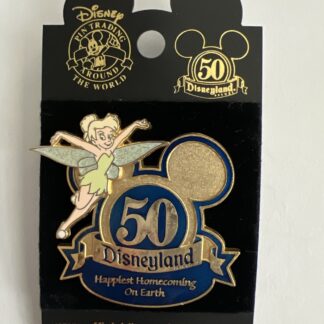 Disney
PIN TRADING
AROUND
THE WORLD
50
Disneyland
50
Disneyland
Happiest Homecoming
On Earth